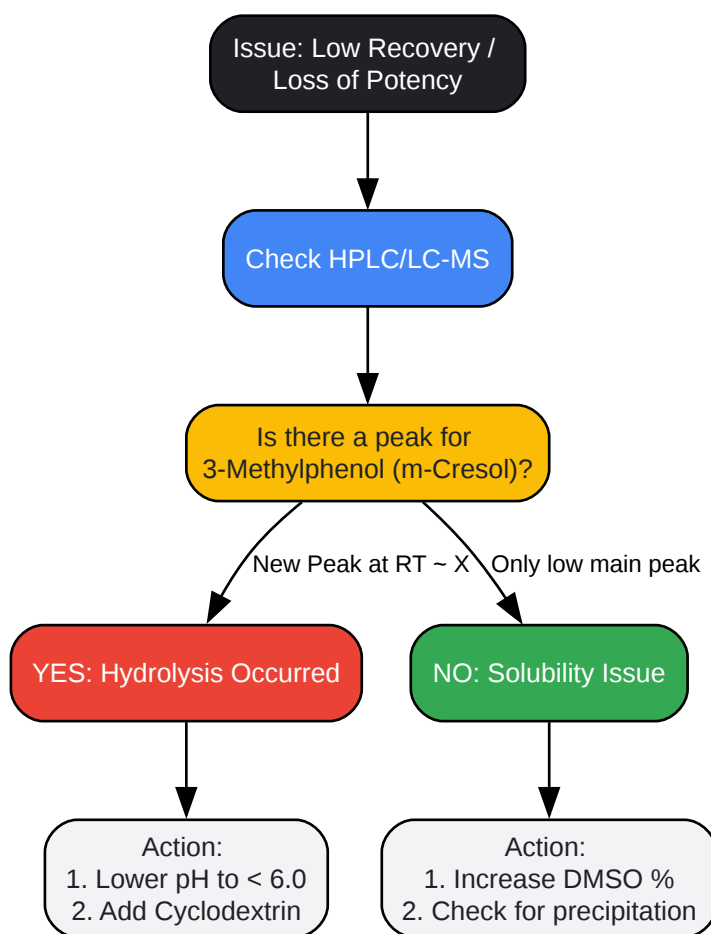 Issue: Low Recovery /
Loss of Potency
Check HPLC/LC-MS
Is there a peak for
3-Methylphenol (m-Cresol)?
New Peak at RT ~ X
Only low main peak
YES: Hydrolysis Occurred
NO: Solubility Issue
Action:
1. Lower pH to < 6.0
2. Add Cyclodextrin
Action:
1. Increase DMSO %
2. Check for precipitation